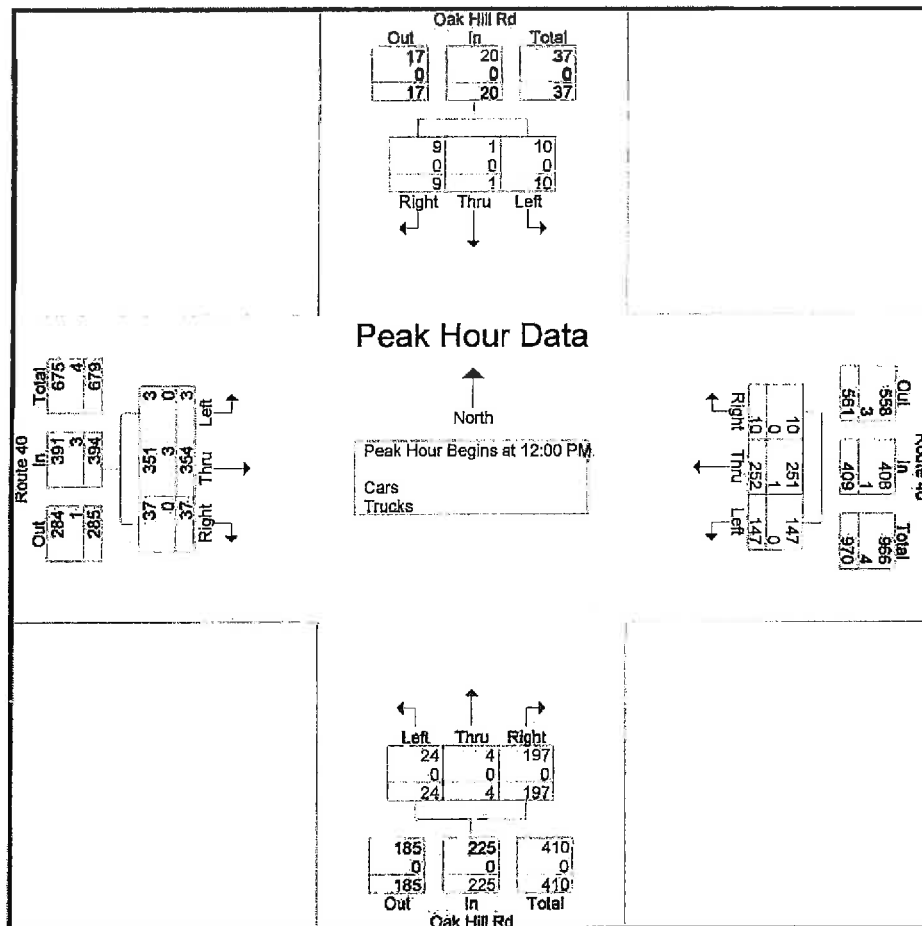 Oak Hill Rd
Out In Total
17 20 37
0 0 0
17 20 37
9 1 10
0 0 0
9 1 10
Right Thru Left
Peak Hour Data
North
Peak Hour Begins at 12:00 PM
Cars
Trucks
Route 40
Total In Out
675 391 284
4 3 1
679 394 285
3 351 37
0 3 0
3 354 37
Left Thru Right
Right Thru Left
10 252 147
0 1 0
10 251 147
Out In Total
561 409 970
3 1 4
558 408 966
Left Thru Right
24 4 197
0 0 0
24 4 197
185 225 410
0 0 0
185 225 410
Out In Total
Oak Hill Rd